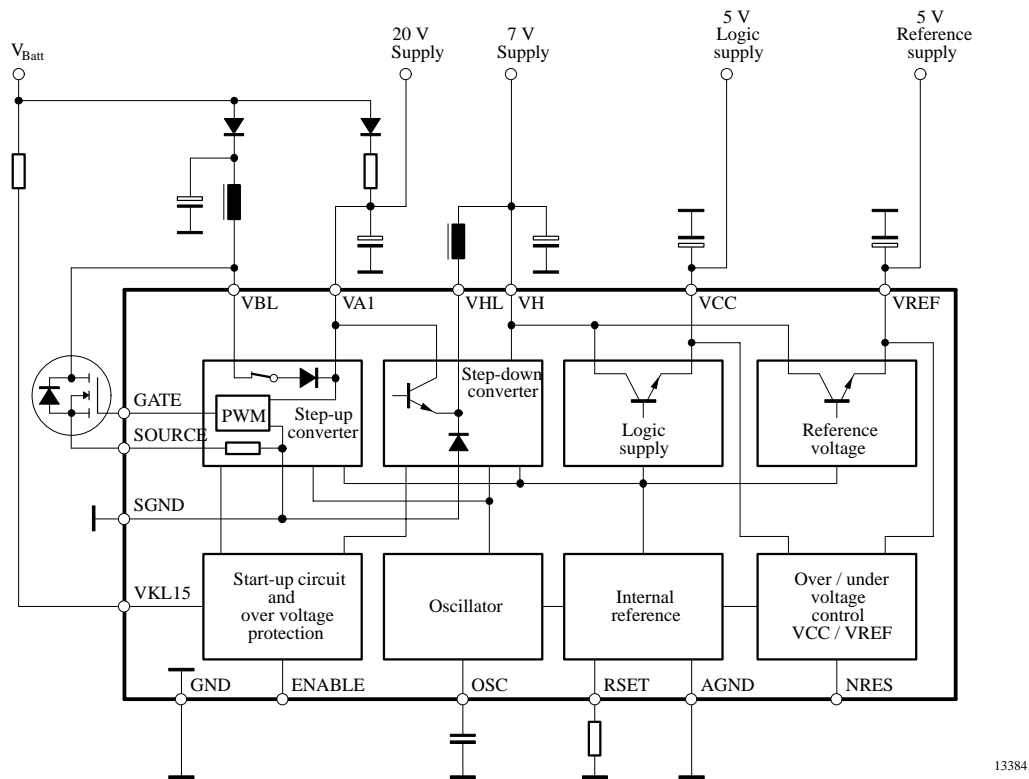 5 V
Logic
supply
5 V
Reference
supply
20 V
Supply
7 V
Supply
VBatt
VBL
VA1
VHL
VH
VCC
VREF
GATE
PWM
Step-up
converter
Step-down
converter
Logic
supply
Reference
voltage
SOURCE
SGND
VKL15
Start-up circuit
and
over voltage
protection
Oscillator
Internal
reference
Over / under
voltage
control
VCC / VREF
GND
ENABLE
OSC
RSET
AGND
NRES
13384